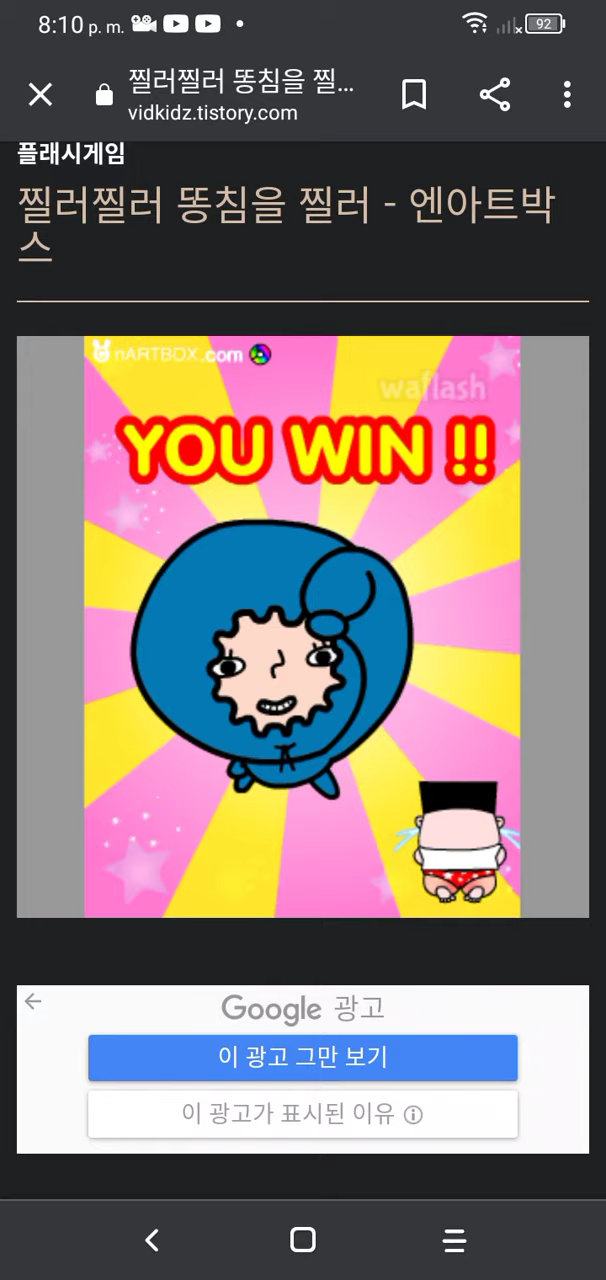 8:10 p. m.
92
찔러찔러 똥침을 찔...
vidkidz.tistory.com
플래시게임
찔러찔러 똥침을 찔러 - 엔아트박
스
nARTBOX.com
waflash
YOU WIN !!
Google 광고
이 광고 그만 보기
이 광고가 표시된 이유